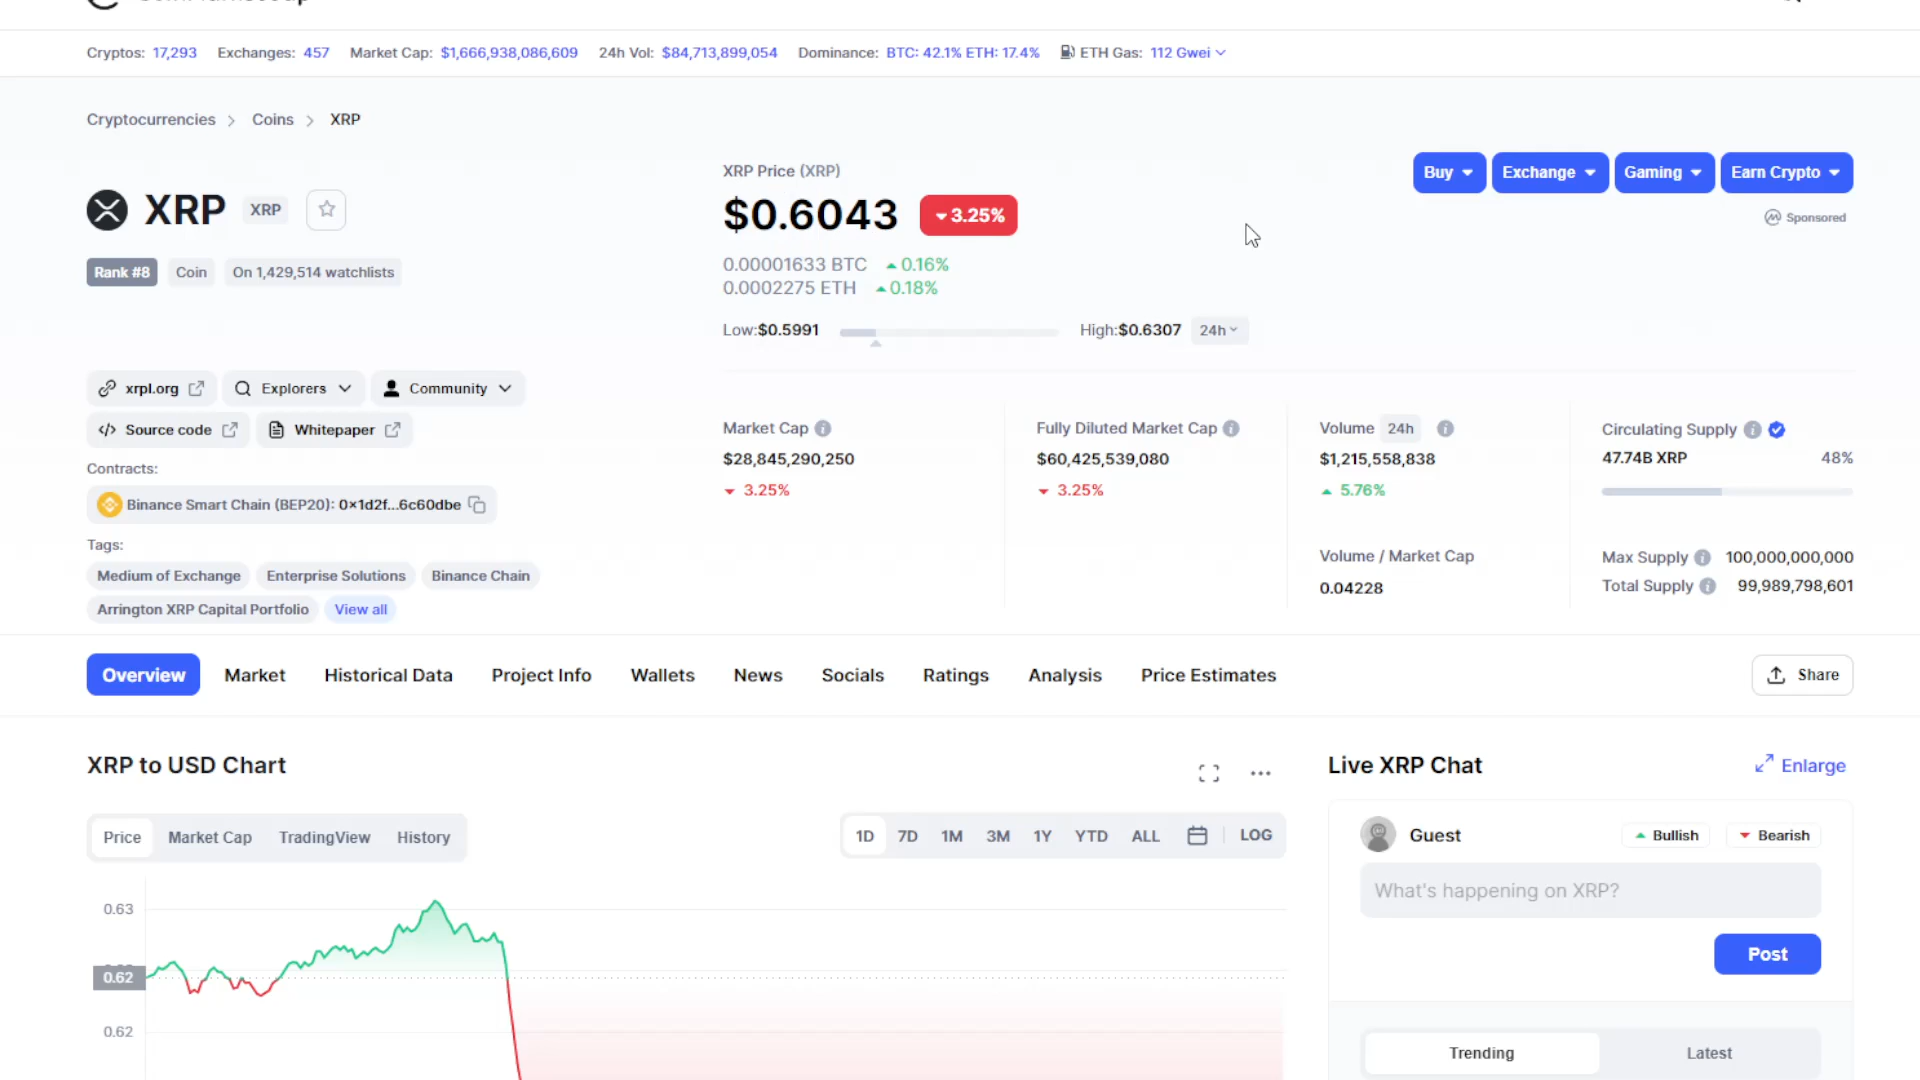 Cryptos: 17,293 Exchanges: 457 Market Cap: $1,666,938,086,609 24h Vol: $84,713,899,054 Dominance: BTC: 42.1% ETH: 17.4% ETH Gas: 112 Gwei
Cryptocurrencies > Coins > XRP
XRP XRP
Rank #8 Coin On 1,429,514 watchlists
xrpl.org Explorers Community
Source code Whitepaper
Contracts:
Binance Smart Chain (BEP20): 0x1d2f...6c60dbe
Tags:
Medium of Exchange Enterprise Solutions Binance Chain
Arrington XRP Capital Portfolio View all
XRP Price (XRP)
$0.6043 3.25%
0.00001633 BTC 0.16%
0.0002275 ETH 0.18%
Low:$0.5991 High:$0.6307 24h
Buy Exchange Gaming Earn Crypto
Sponsored
Market Cap
$28,845,290,250
3.25%
Fully Diluted Market Cap
$60,425,539,080
3.25%
Volume 24h
$1,215,558,838
5.76%
Volume / Market Cap
0.04228
Circulating Supply
47.74B XRP 48%
Max Supply 100,000,000,000
Total Supply 99,989,798,601
Overview Market Historical Data Project Info Wallets News Socials Ratings Analysis Price Estimates Share
XRP to USD Chart
Price Market Cap TradingView History 1D 7D 1M 3M 1Y YTD ALL LOG
0.63
0.62
0.62
Live XRP Chat Enlarge
Guest Bullish Bearish
What's happening on XRP?
Post
Trending Latest